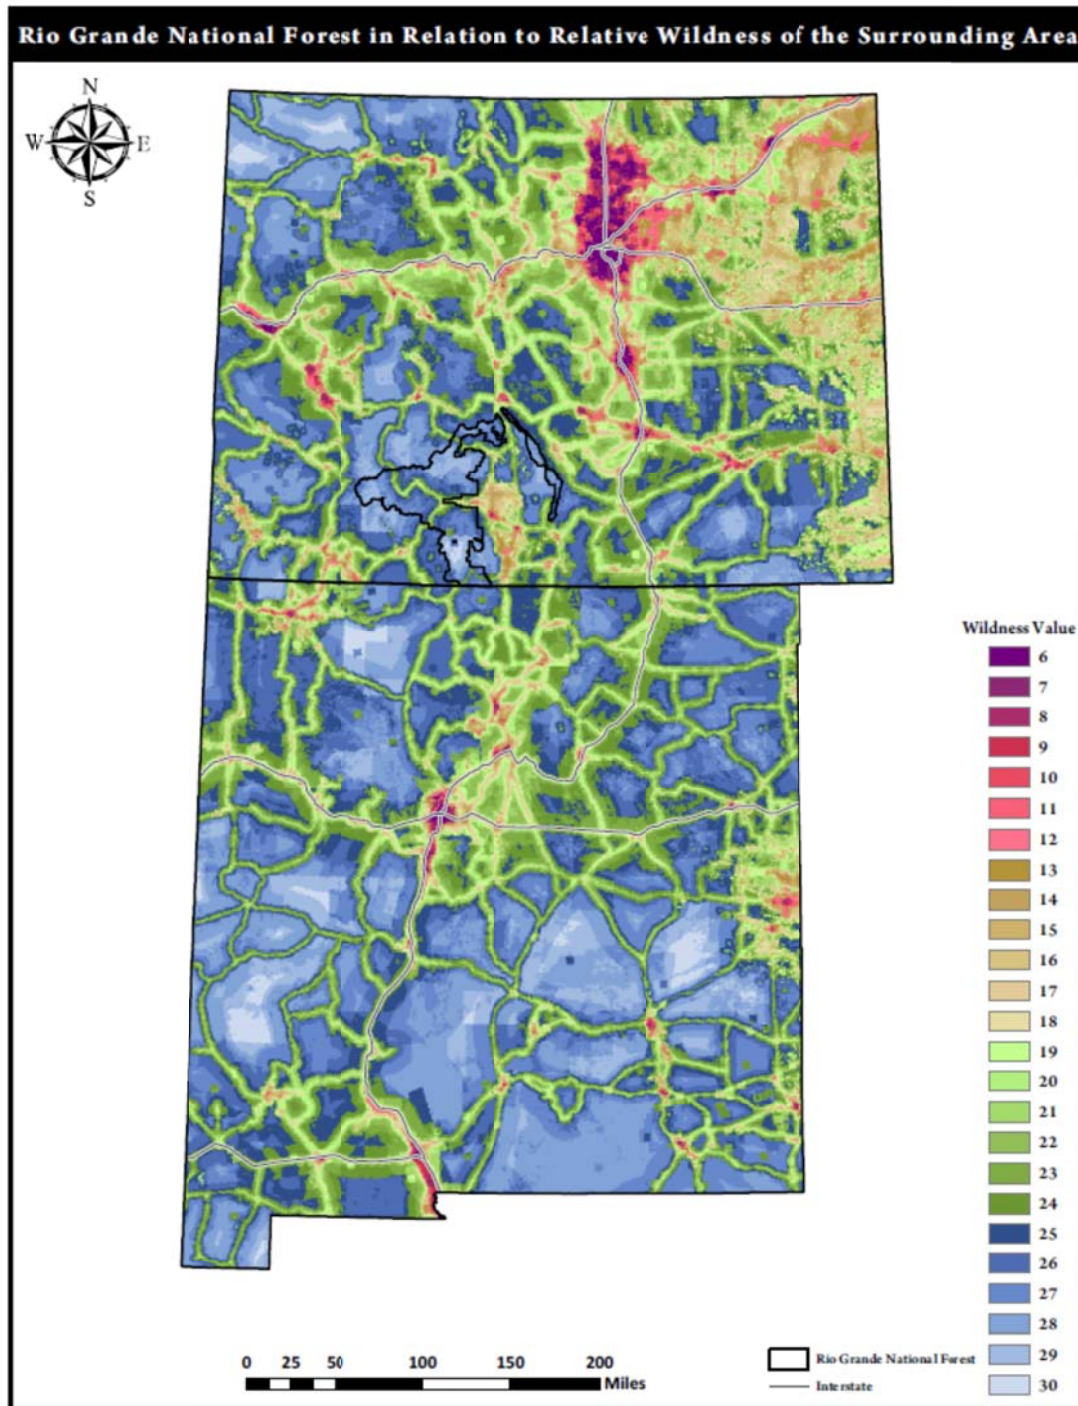 Rio Grande National Forest in Relation to Relative Wildness of the Surrounding Area
N
W E
S
Wildness Value
6
7
8
9
10
11
12
13
14
15
16
17
18
19
20
21
22
23
24
25
26
27
28
29
30
0 25 50 100 150 200
Miles
Rio Grande National Forest
Interstate